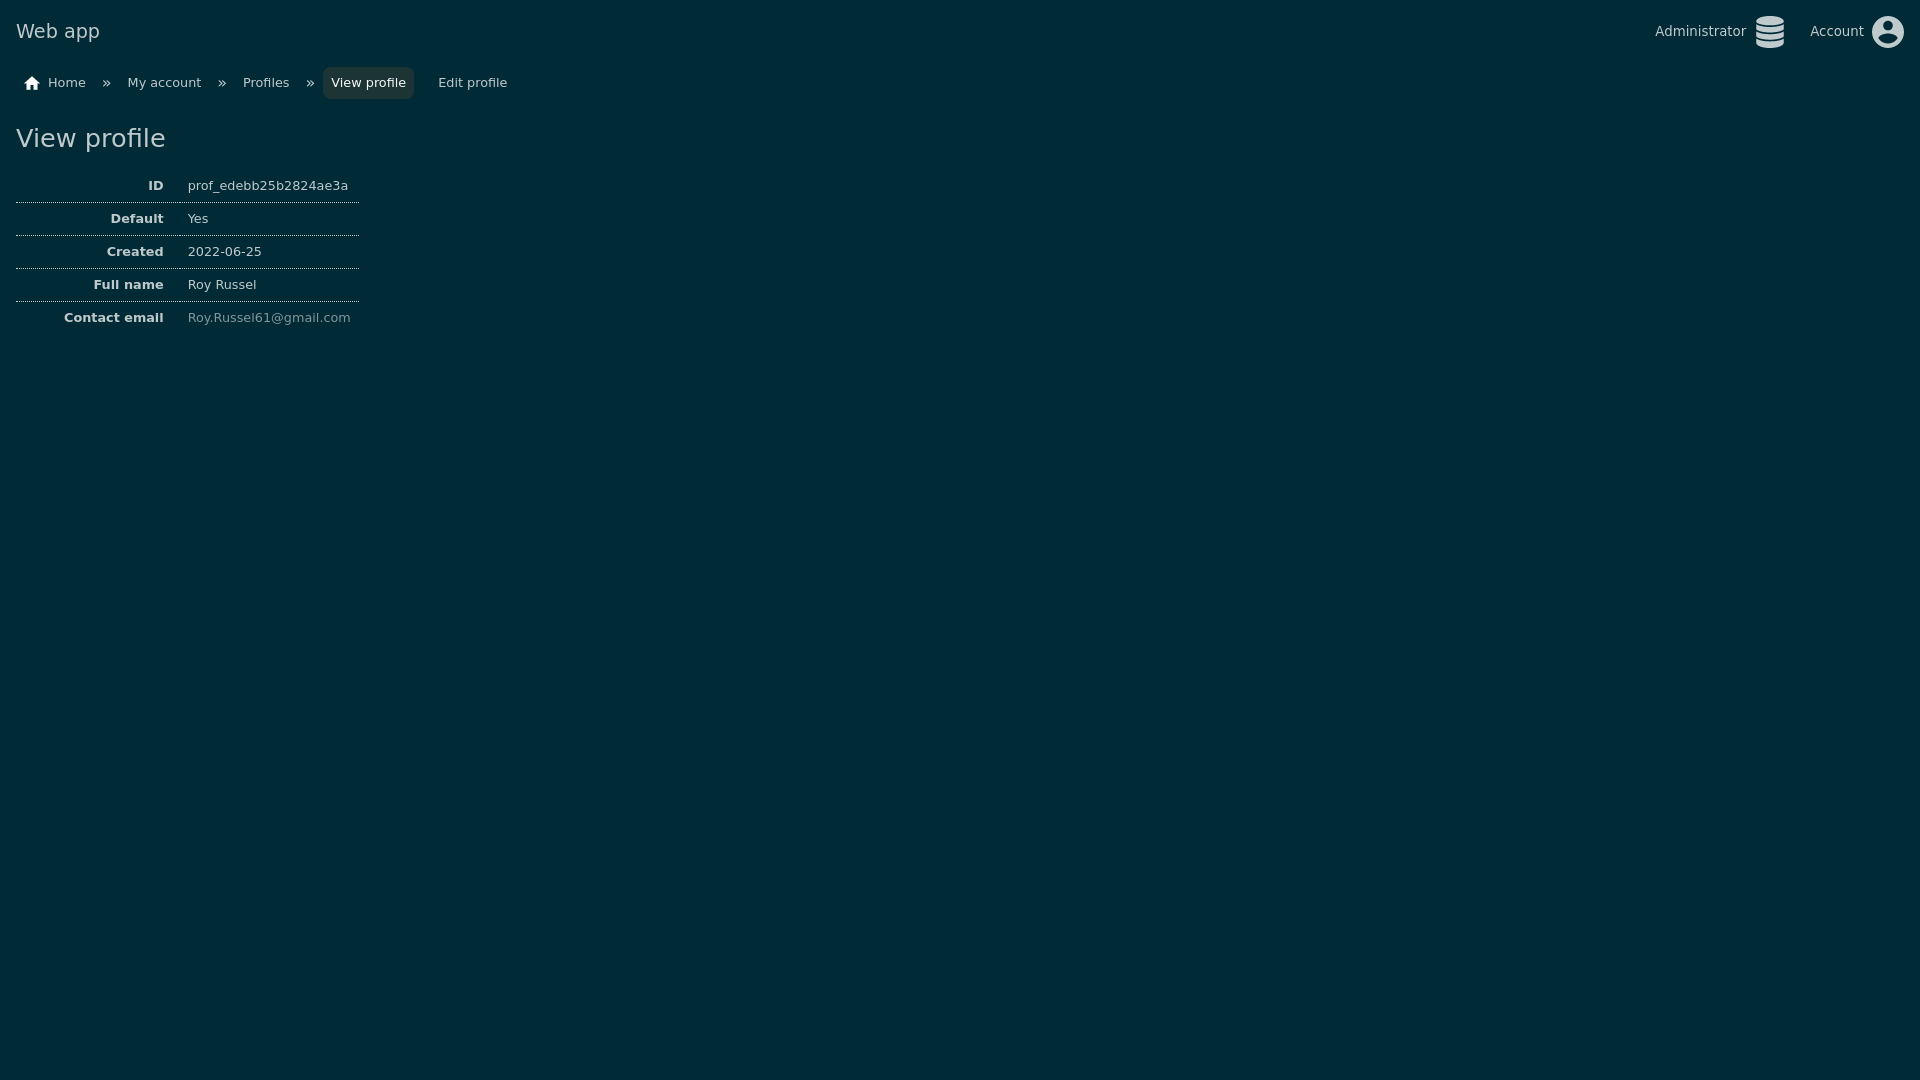 Web app
Administrator
Account
Home » My account » Profiles » View profile Edit profile
View profile
ID prof_edebb25b2824ae3a
Default Yes
Created 2022-06-25
Full name Roy Russel
Contact email Roy.Russel61@gmail.com